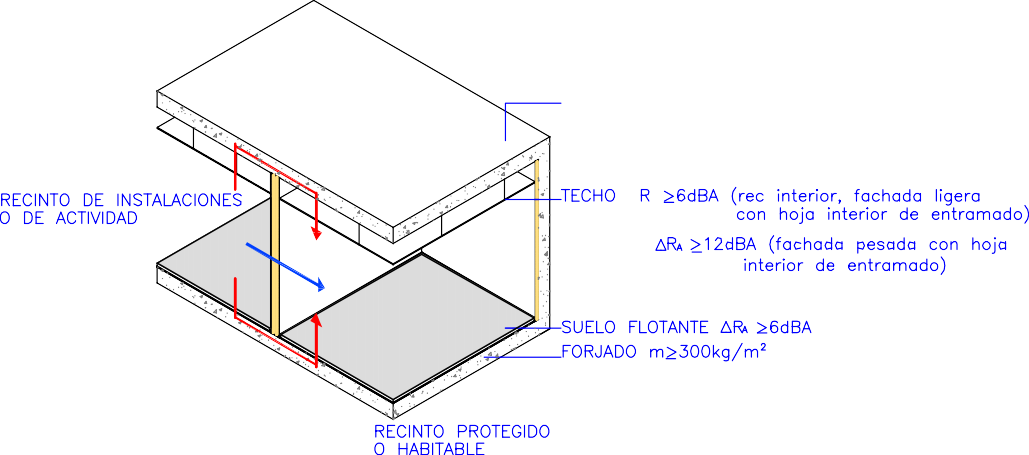 RECINTO DE INSTALACIONES
O DE ACTIVIDAD
TECHO R ≥6dBA (rec interior, fachada ligera
con hoja interior de entramado)
ΔRA ≥12dBA (fachada pesada con hoja
interior de entramado)
SUELO FLOTANTE ΔRA ≥6dBA
FORJADO m≥300kg/m²
RECINTO PROTEGIDO
O HABITABLE